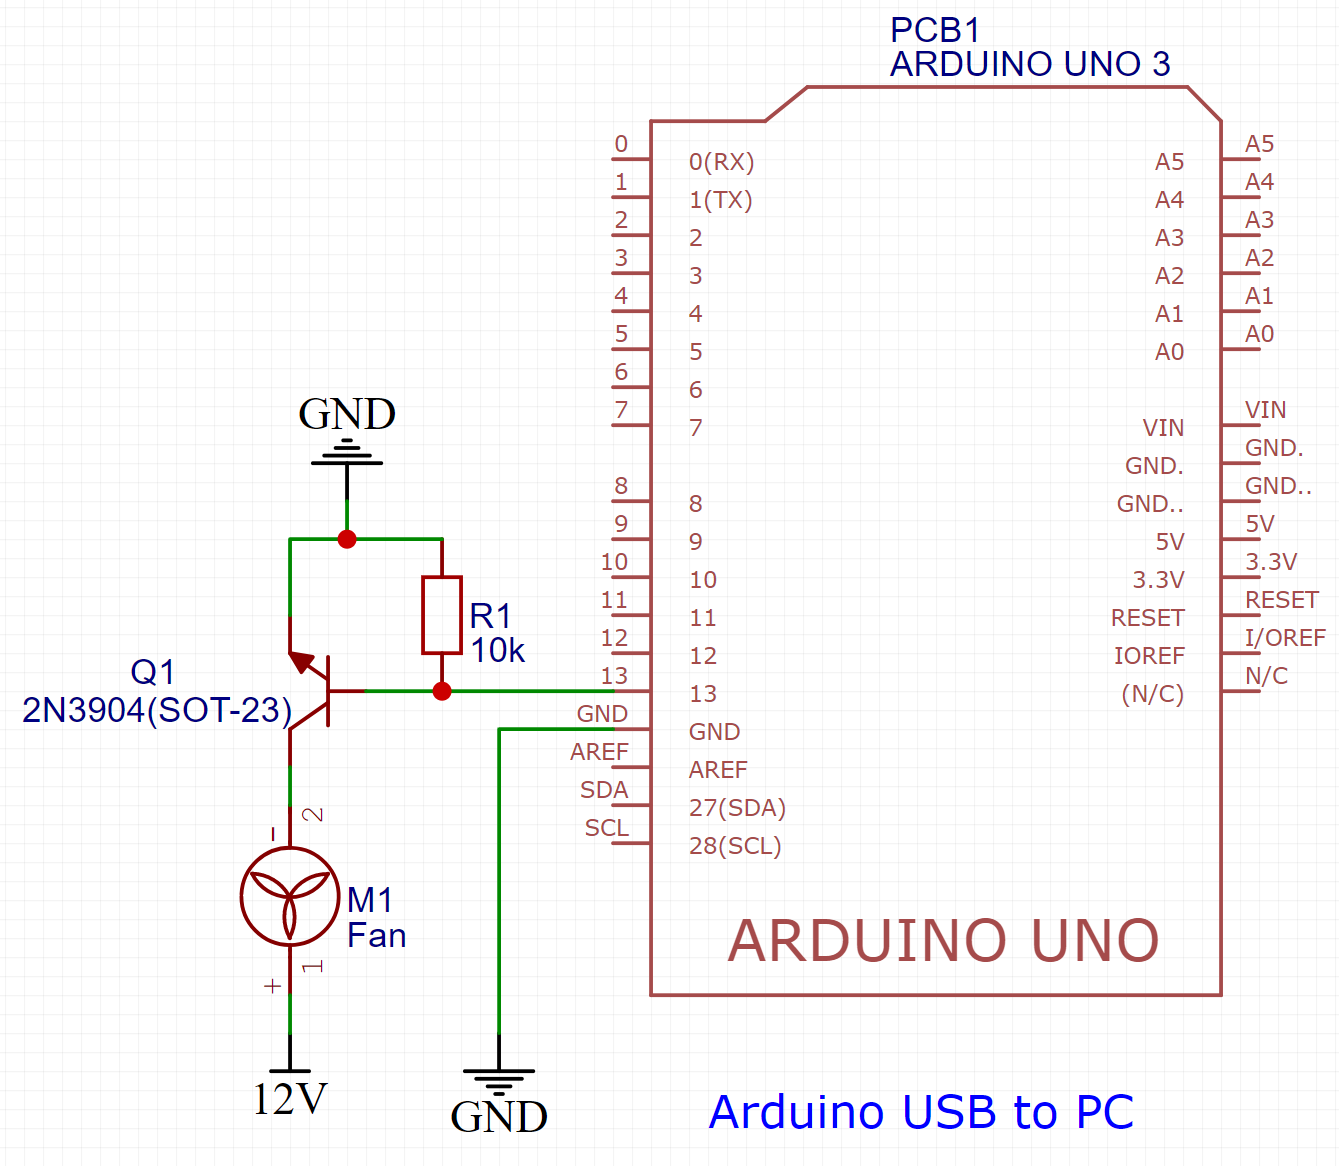 PCB1
ARDUINO UNO 3
0
0(RX)
A5
A5
1
1(TX)
A4
A4
2
2
A3
A3
3
3
A2
A2
4
4
A1
A1
5
5
A0
A0
6
6
7
7
VIN
VIN
GND.
GND.
8
8
GND..
GND..
9
9
5V
5V
10
10
3.3V
3.3V
11
11
RESET
RESET
12
12
IOREF
I/OREF
13
13
(N/C)
N/C
GND
GND
AREF
AREF
SDA
27(SDA)
SCL
28(SCL)
ARDUINO UNO
GND
R1
10k
Q1
2N3904(SOT-23)
-
2
M1
Fan
1
+
12V
GND
Arduino USB to PC